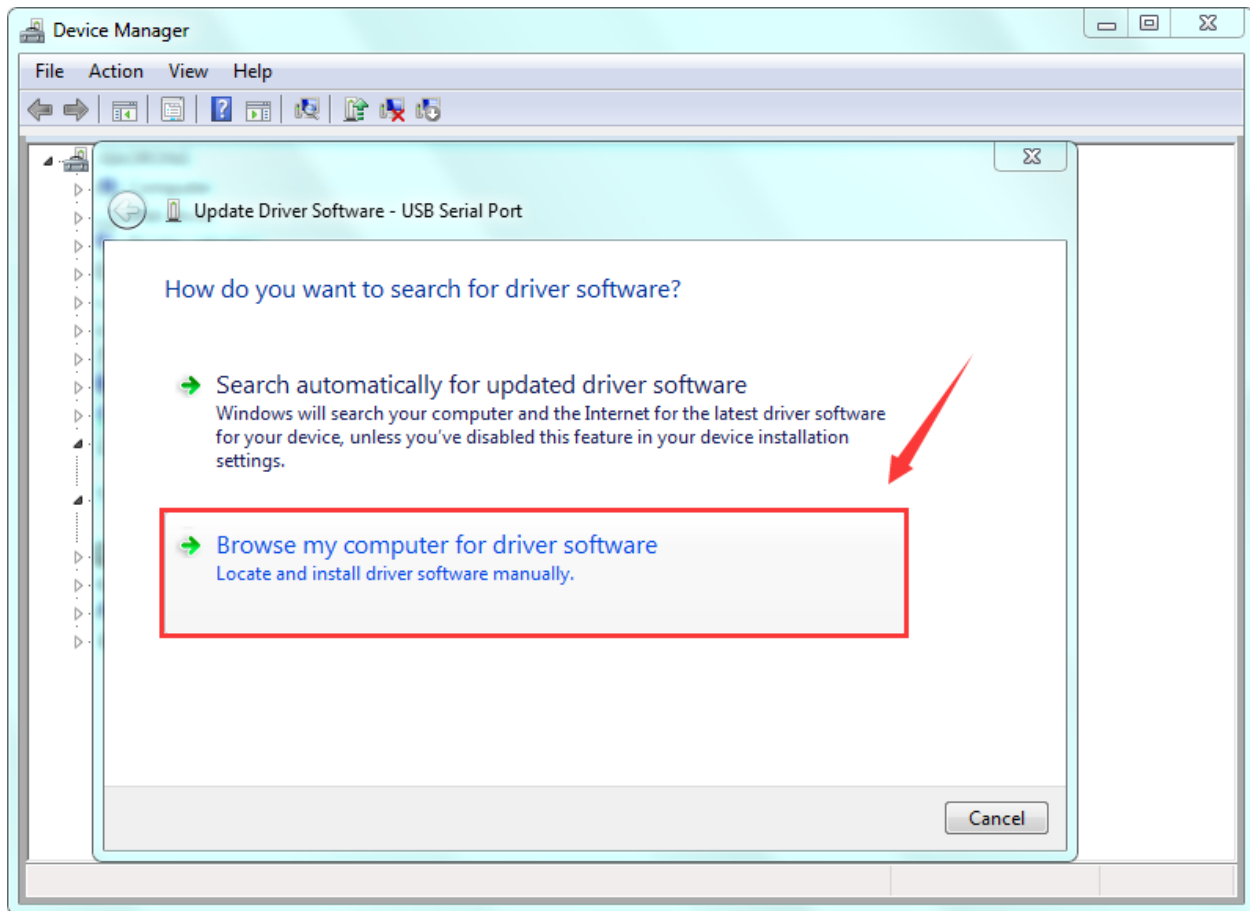 Device Manager
File Action View Help
Update Driver Software - USB Serial Port
How do you want to search for driver software?
Search automatically for updated driver software
Windows will search your computer and the Internet for the latest driver software
for your device, unless you've disabled this feature in your device installation
settings.
Browse my computer for driver software
Locate and install driver software manually.
Cancel